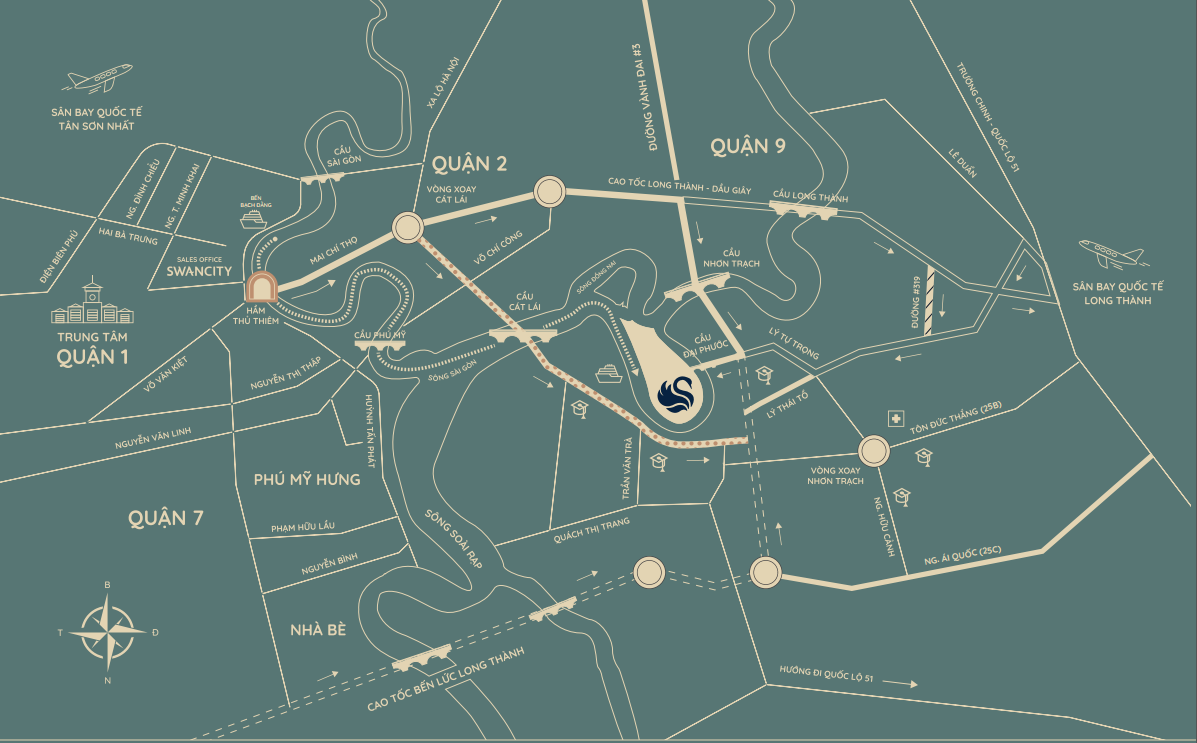 SÂN BAY QUỐC TẾ
TÂN SƠN NHẤT
XA LỘ HÀ NỘI
ĐƯỜNG VÀNH ĐAI #3
TRƯỜNG CHINH - QUỐC LỘ 51
QUẬN 9
LÊ DUẨN
CẦU
SÀI GÒN
QUẬN 2
NG. ĐÌNH CHIỂU
NG. T. MINH KHAI
VÒNG XOAY
CÁT LÁI
CAO TỐC LONG THÀNH - DẦU GIÂY
CẦU LONG THÀNH
BẾN
BẠCH ĐẰNG
HAI BÀ TRƯNG
ĐIỆN BIÊN PHỦ
MAI CHÍ THỌ
VÕ CHÍ CÔNG
SALES OFFICE
SWANCITY
CẦU
NHƠN TRẠCH
SÔNG ĐỒNG NAI
SÂN BAY QUỐC TẾ
LONG THÀNH
ĐƯỜNG #319
HẦM
THỦ THIÊM
CẦU
CÁT LÁI
TRUNG TÂM
QUẬN 1
CẦU PHÚ MỸ
CẦU
ĐẠI PHƯỚC
LÝ TỰ TRỌNG
VÕ VĂN KIỆT
NGUYỄN THỊ THẬP
SÔNG SÀI GÒN
LÝ THÁI TỔ
HUỲNH TẤN PHÁT
NGUYỄN VĂN LINH
TÔN ĐỨC THẮNG (25B)
TRẦN VĂN TRÀ
VÒNG XOAY
NHƠN TRẠCH
PHÚ MỸ HƯNG
QUẬN 7
NG. HỮU CẢNH
PHẠM HỮU LẦU
SÔNG SOÀI RẠP
QUÁCH THỊ TRANG
NGUYỄN BÌNH
NG. ÁI QUỐC (25C)
B
T
Đ
N
NHÀ BÈ
CAO TỐC BẾN LỨC LONG THÀNH
HƯỚNG ĐI QUỐC LỘ 51